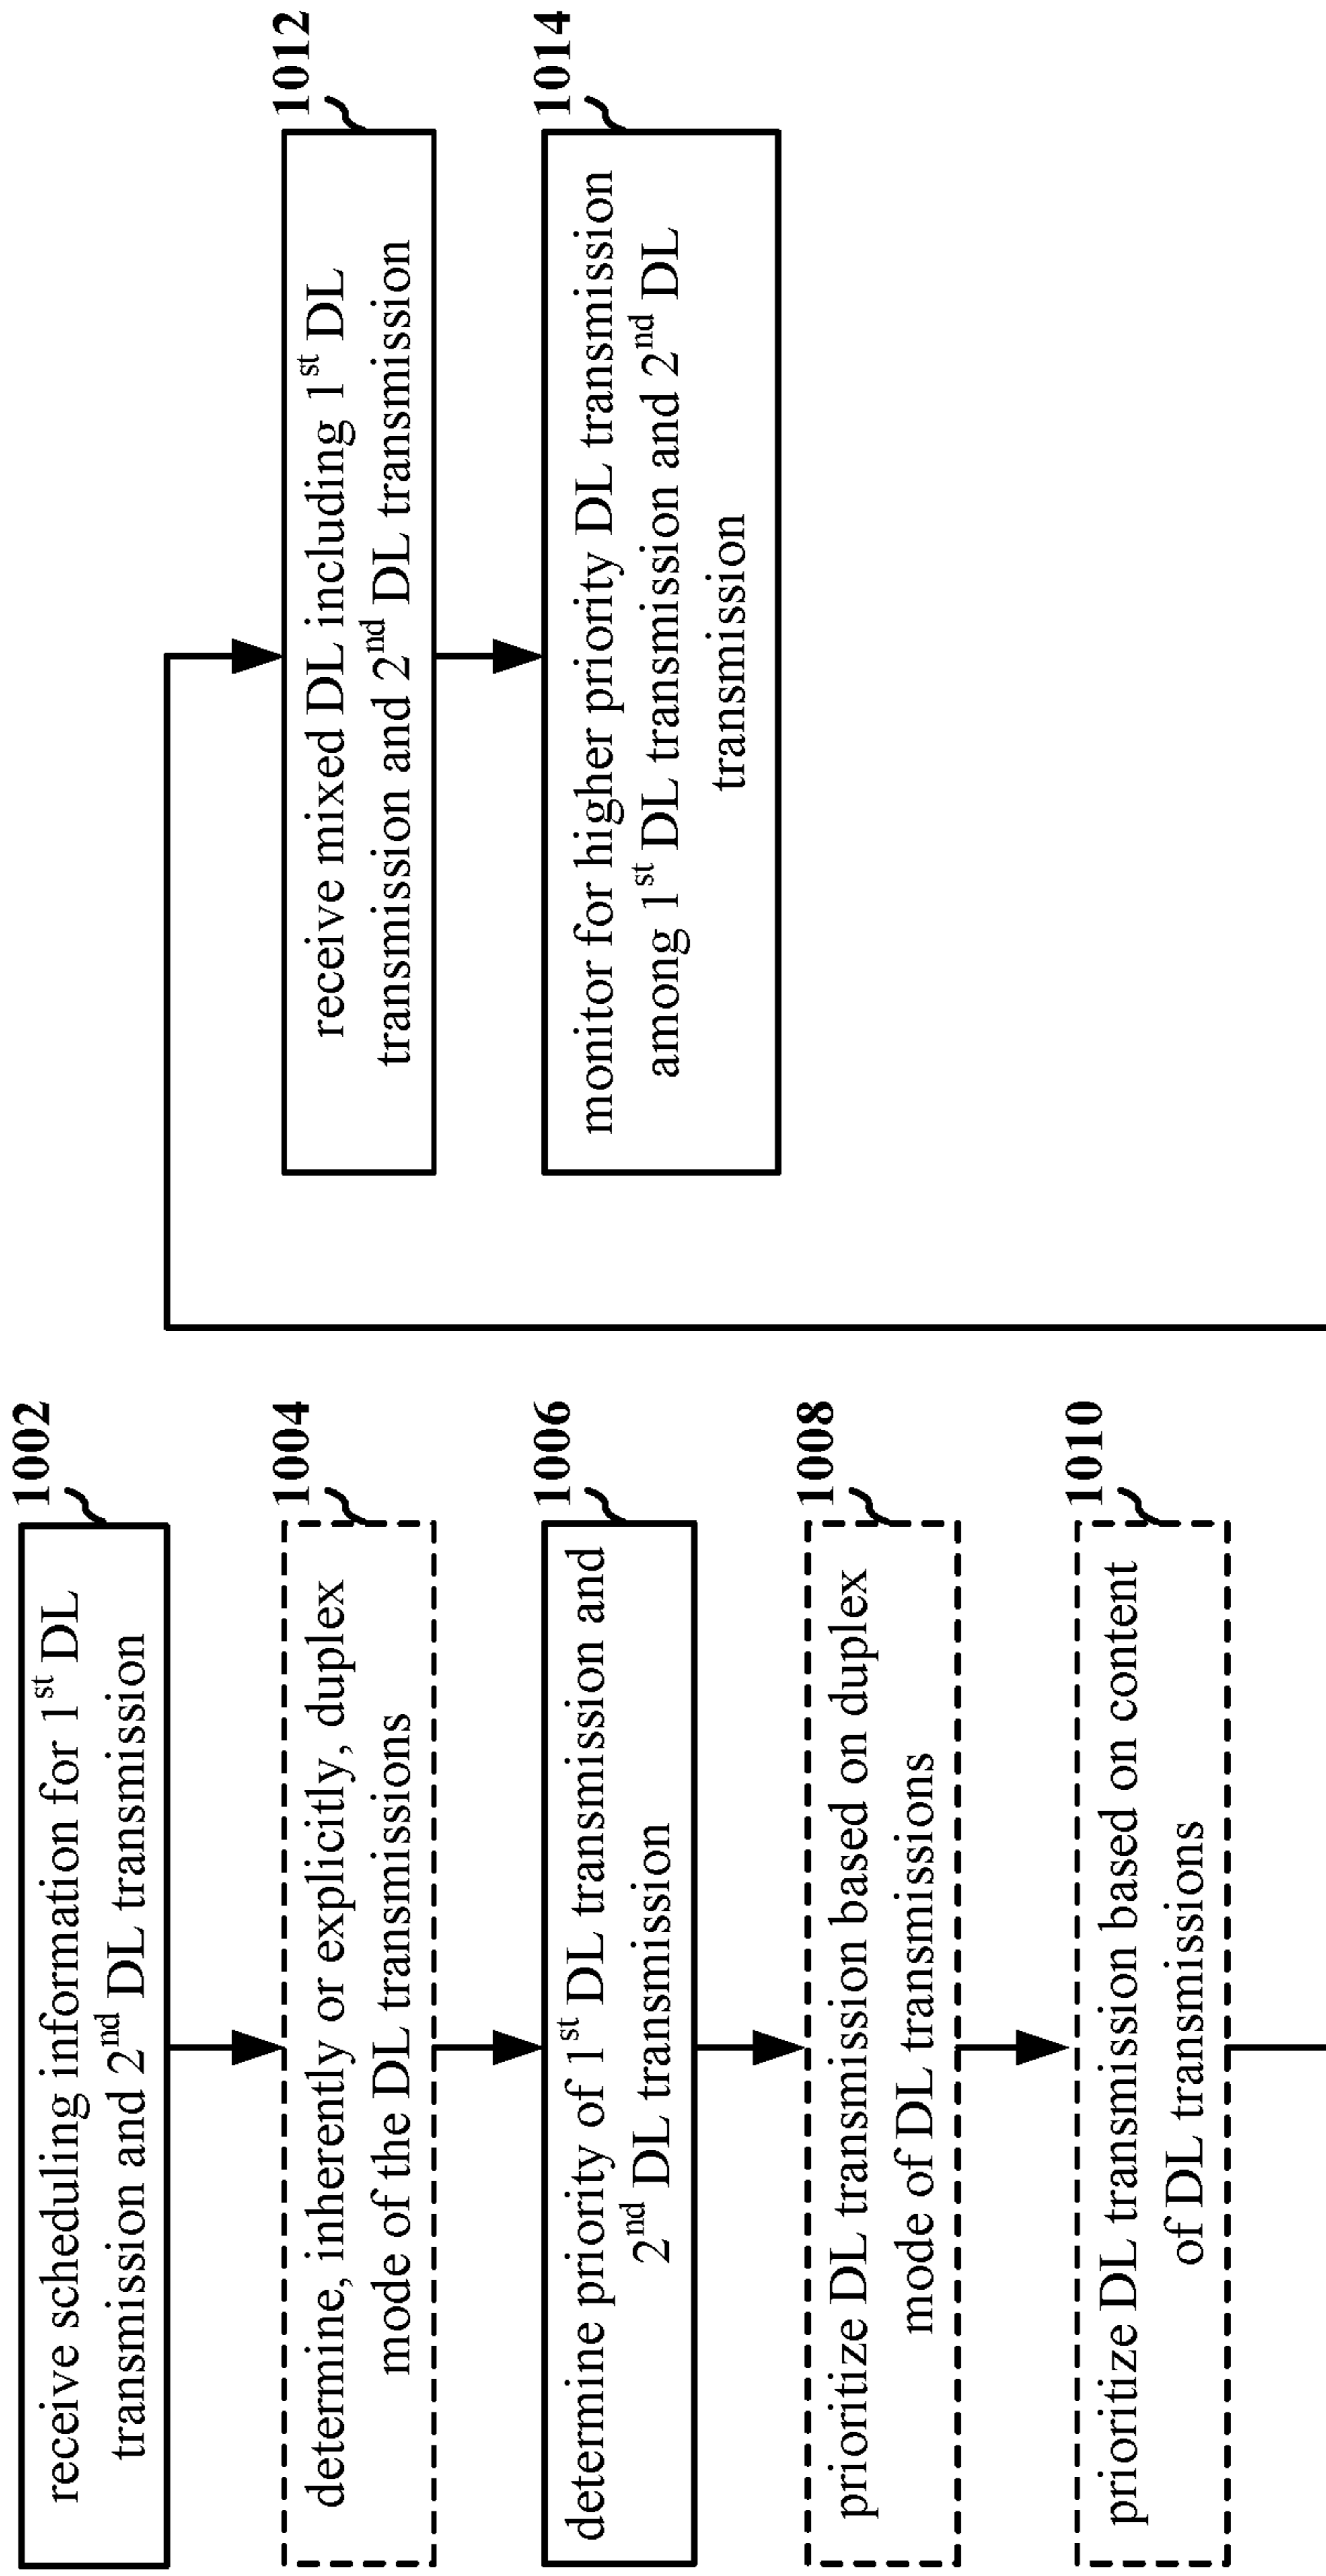 1002
receive scheduling information for 1st DL
transmission and 2nd DL transmission
1004
determine, inherently or explicitly, duplex
mode of the DL transmissions
1006
determine priority of 1st DL transmission and
2nd DL transmission
1008
prioritize DL transmission based on duplex
mode of DL transmissions
1010
prioritize DL transmission based on content
of DL transmissions
1012
receive mixed DL including 1st DL
transmission and 2nd DL transmission
1014
monitor for higher priority DL transmission
among 1st DL transmission and 2nd DL
transmission